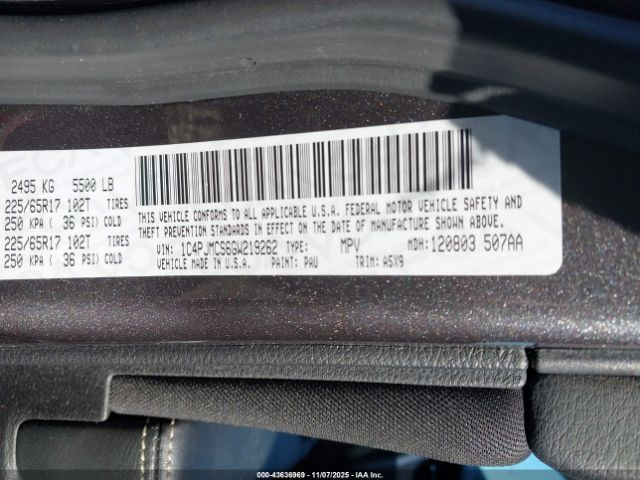 2495 KG 5500 LB
225/65R17 102T TIRES
250 KPA ( 36 PSI) COLD
225/65R17 102T TIRES
250 KPA ( 36 PSI) COLD
THIS VEHICLE CONFORMS TO ALL APPLICABLE U.S.A. FEDERAL MOTOR VEHICLE SAFETY AND
THEFT PREVENTION STANDARDS IN EFFECT ON THE DATE OF MANUFACTURE SHOWN ABOVE.
VIN: 1C4PJMCS6GW219262 TYPE: MPV MDH: 120803 507AA
VEHICLE MADE IN U.S.A. PAINT: PAU TRIM: A5X9
00-43636969 | 11/07/2025 | IAA Inc.